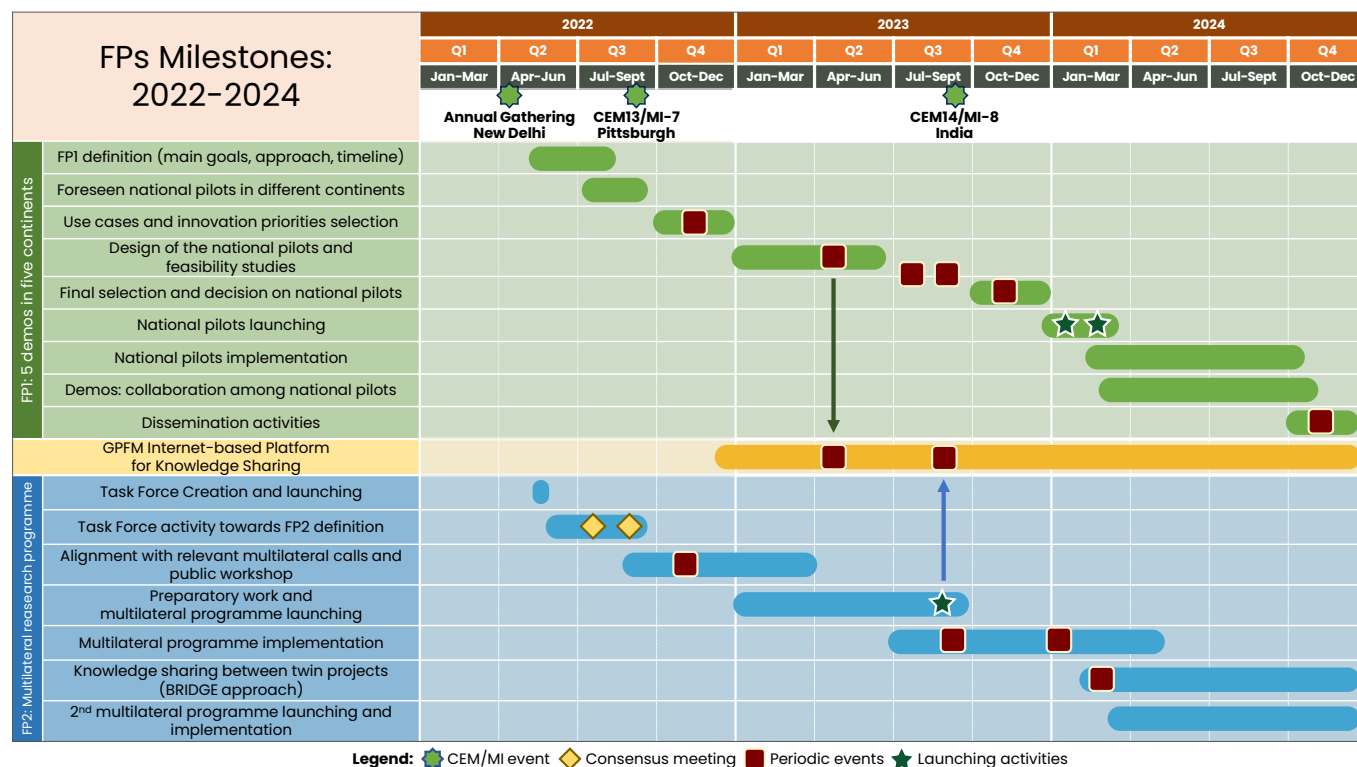 FPs Milestones:
2022-2024
2022
2023
2024
Q1
Q2
Q3
Q4
Q1
Q2
Q3
Q4
Q1
Q2
Q3
Q4
Jan-Mar
Apr-Jun
Jul-Sept
Oct-Dec
Jan-Mar
Apr-Jun
Jul-Sept
Oct-Dec
Jan-Mar
Apr-Jun
Jul-Sept
Oct-Dec
Annual Gathering
New Delhi
CEM13/MI-7
Pittsburgh
CEM14/MI-8
India
FP1: 5 demos in five continents
FP1 definition (main goals, approach, timeline)
Foreseen national pilots in different continents
Use cases and innovation priorities selection
Design of the national pilots and
feasibility studies
Final selection and decision on national pilots
National pilots launching
National pilots implementation
Demos: collaboration among national pilots
Dissemination activities
GPFM Internet-based Platform
for Knowledge Sharing
FP2: Multilateral reasearch programme
Task Force Creation and launching
Task Force activity towards FP2 definition
Alignment with relevant multilateral calls and
public workshop
Preparatory work and
multilateral programme launching
Multilateral programme implementation
Knowledge sharing between twin projects
(BRIDGE approach)
2nd multilateral programme launching and
implementation
Legend: CEM/MI event Consensus meeting Periodic events Launching activities